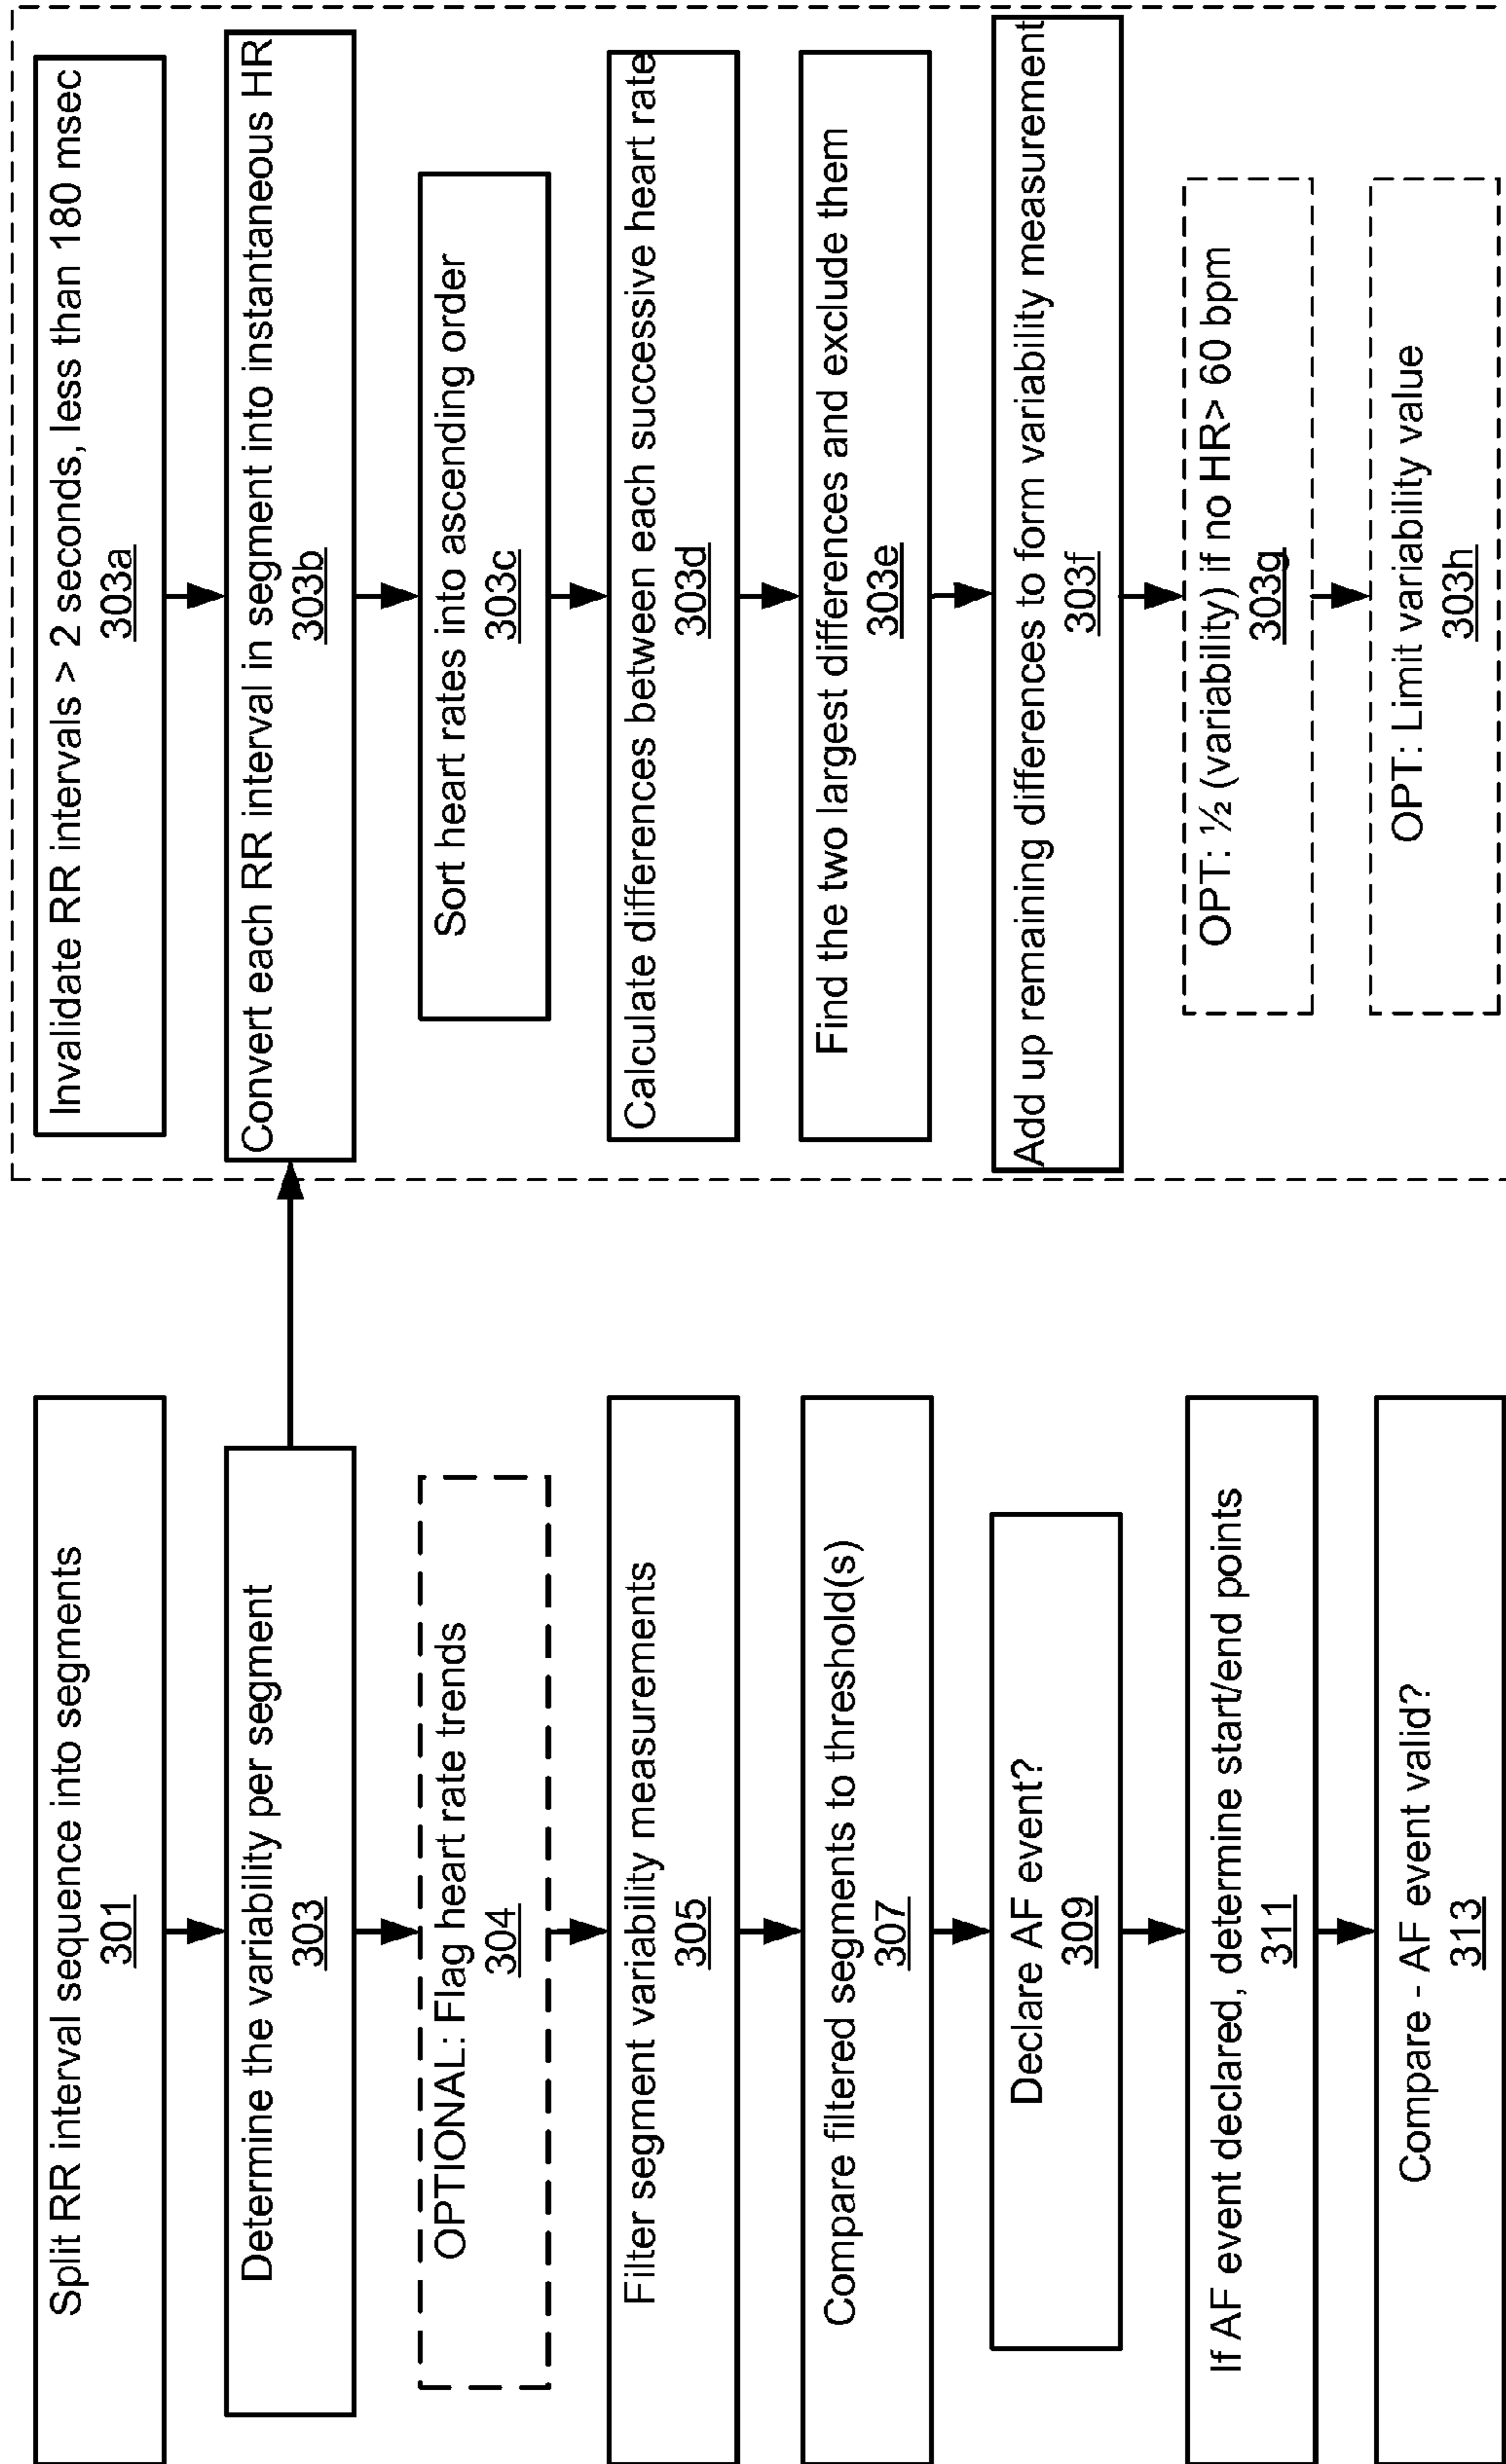 Split RR interval sequence into segments
301
Determine the variability per segment
303
OPTIONAL: Flag heart rate trends
304
Filter segment variability measurements
305
Compare filtered segments to threshold(s)
307
Declare AF event?
309
If AF event declared, determine start/end points
311
Compare - AF event valid?
313
Invalidate RR intervals > 2 seconds, less than 180 msec
303a
Convert each RR interval in segment into instantaneous HR
303b
Sort heart rates into ascending order
303c
Calculate differences between each successive heart rate
303d
Find the two largest differences and exclude them
303e
Add up remaining differences to form variability measurement
303f
OPT: ½ (variability) if no HR> 60 bpm
303g
OPT: Limit variability value
303h